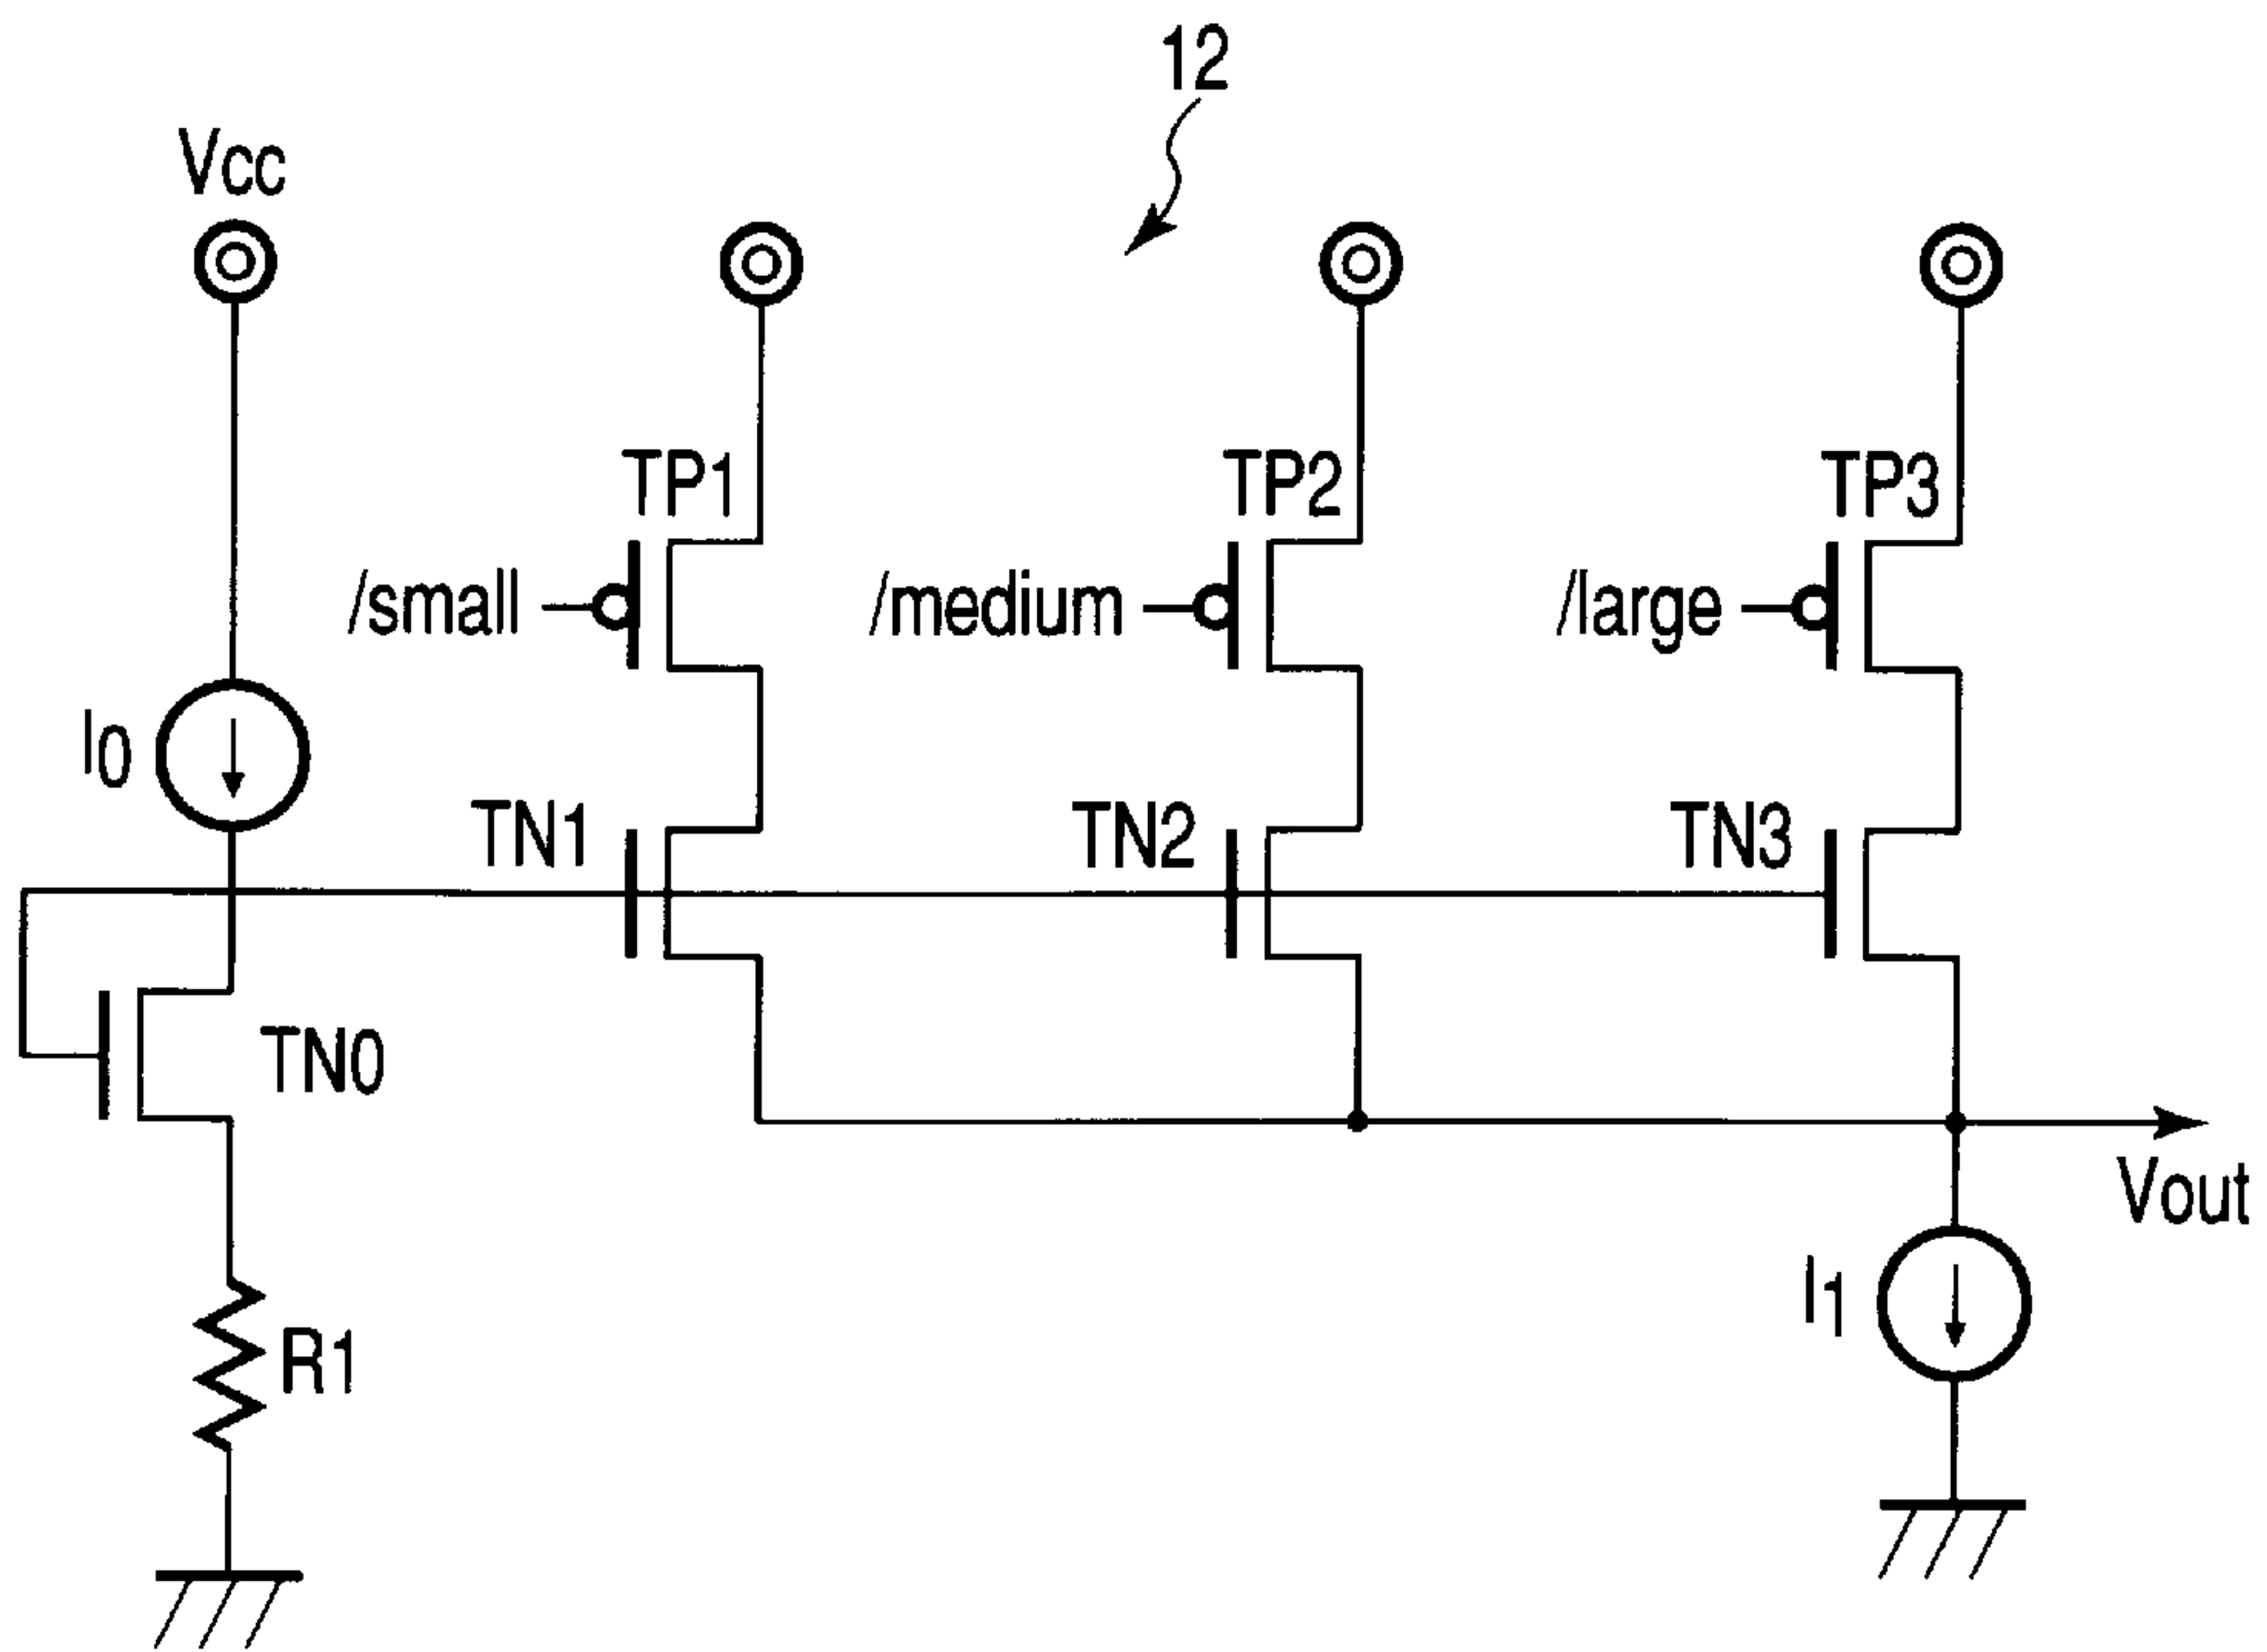 12
Vcc
TP1
TP2
TP3
/small
/medium
/large
I0
TN1
TN2
TN3
TN0
Vout
R1
I1